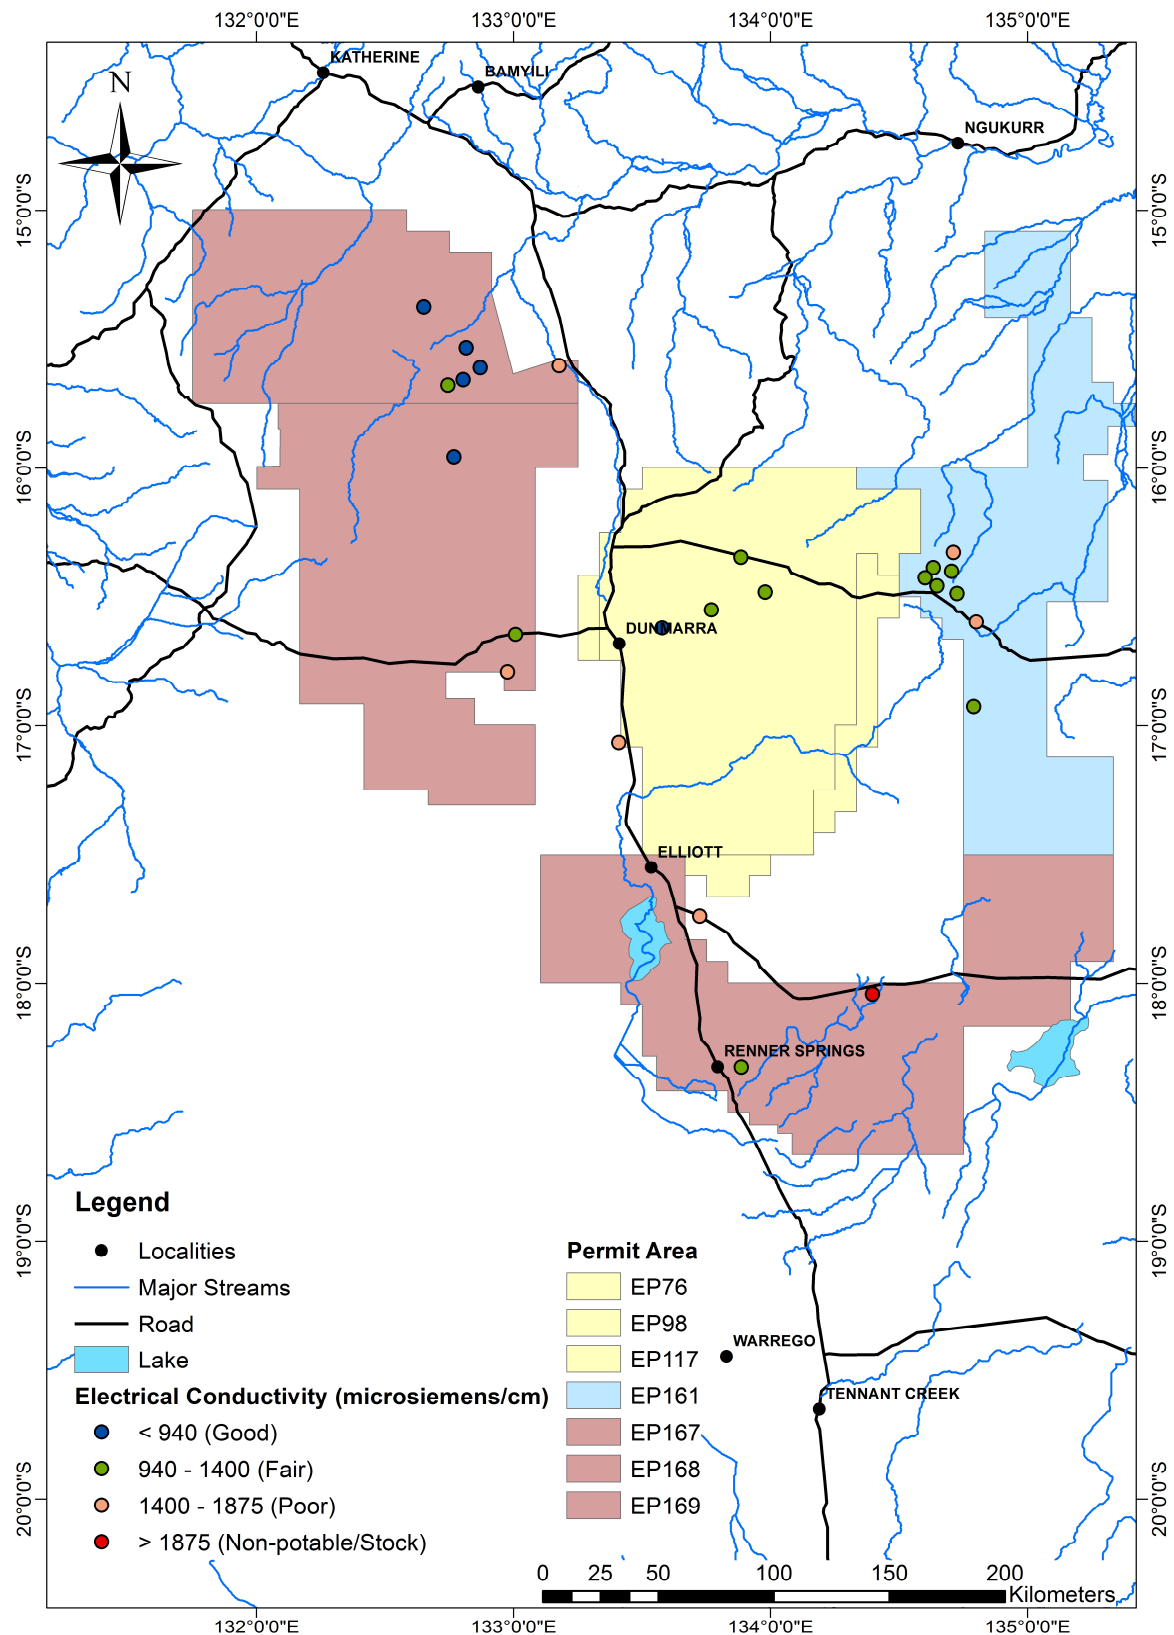 132°0'0"E
133°0'0"E
134°0'0"E
135°0'0"E
KATHERINE
BAMYILI
N
NGUKURR
15°0'0"S
15°0'0"S
16°0'0"S
16°0'0"S
DUNMARRA
17°0'0"S
17°0'0"S
ELLIOTT
18°0'0"S
18°0'0"S
RENNER SPRINGS
19°0'0"S
19°0'0"S
WARREGO
TENNANT CREEK
20°0'0"S
20°0'0"S
Legend
Localities
Major Streams
Road
Lake
Electrical Conductivity (microsiemens/cm)
< 940 (Good)
940 - 1400 (Fair)
1400 - 1875 (Poor)
> 1875 (Non-potable/Stock)
Permit Area
EP76
EP98
EP117
EP161
EP167
EP168
EP169
0 25 50 100 150 200
Kilometers
132°0'0"E
133°0'0"E
134°0'0"E
135°0'0"E